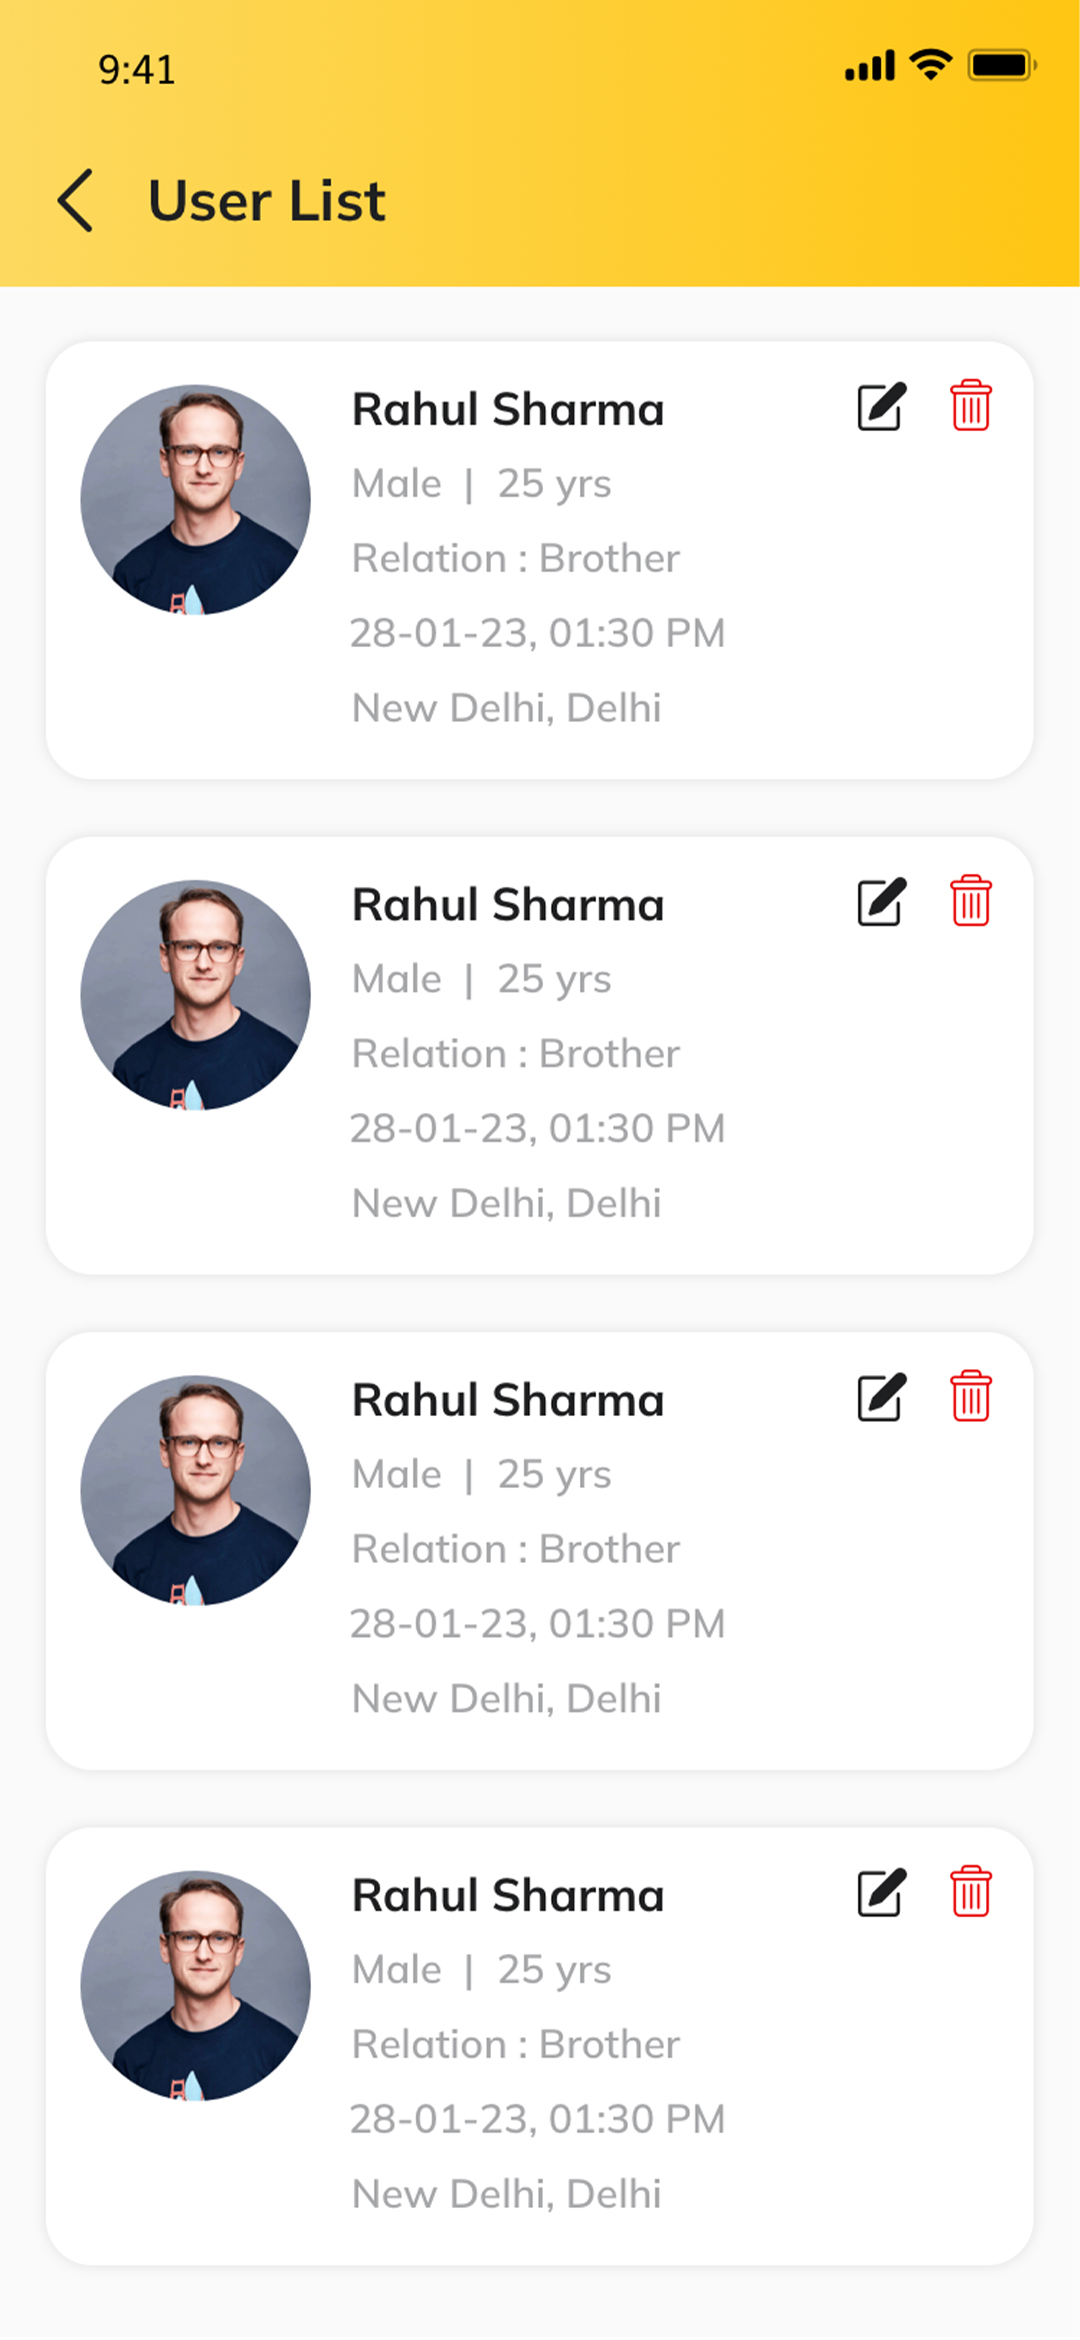 9:41
User List
Rahul Sharma
Male | 25 yrs
Relation : Brother
28-01-23, 01:30 PM
New Delhi, Delhi
Rahul Sharma
Male | 25 yrs
Relation : Brother
28-01-23, 01:30 PM
New Delhi, Delhi
Rahul Sharma
Male | 25 yrs
Relation : Brother
28-01-23, 01:30 PM
New Delhi, Delhi
Rahul Sharma
Male | 25 yrs
Relation : Brother
28-01-23, 01:30 PM
New Delhi, Delhi